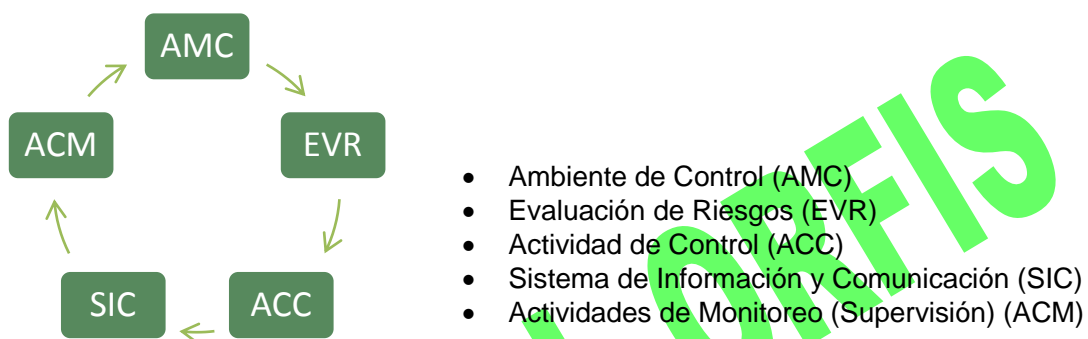 AMC
ACM
EVR
SIC
ACC
• Ambiente de Control (AMC)
• Evaluación de Riesgos (EVR)
• Actividad de Control (ACC)
• Sistema de Información y Comunicación (SIC)
• Actividades de Monitoreo (Supervisión) (ACM)
ORFIS